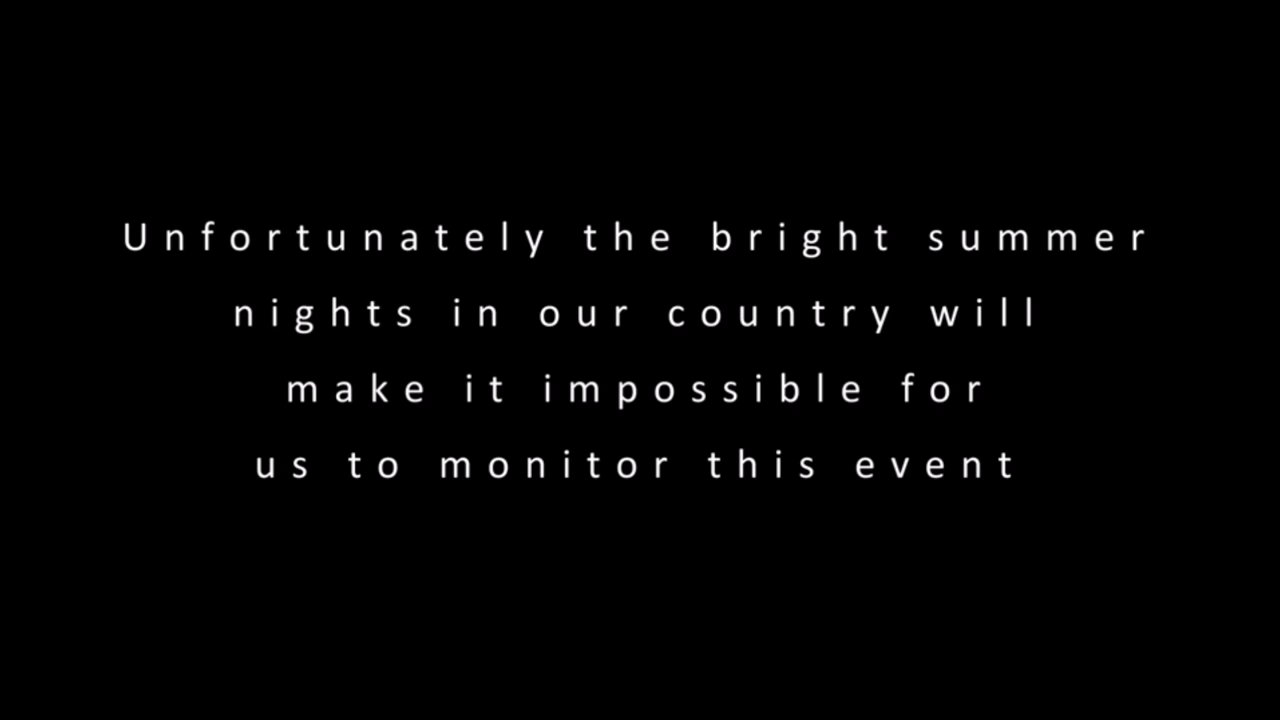 Unfortunately the bright summer
nights in our country will
make it impossible for
us to monitor this event